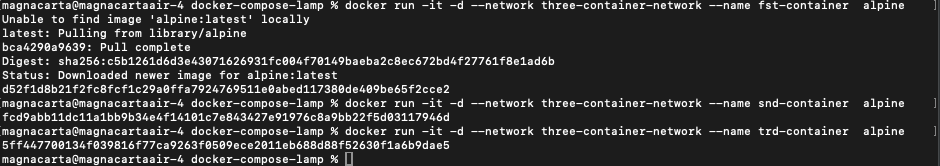 magnacarta@magnacartaair-4 docker-compose-lamp % docker run -it -d --network three-container-network --name fst-container  alpine    ]
Unable to find image 'alpine:latest' locally
latest: Pulling from library/alpine
bca4290a9639: Pull complete
Digest: sha256:c5b1261d6d3e43071626931fc004f70149baeba2c8ec672bd4f27761f8e1ad6b
Status: Downloaded newer image for alpine:latest
d52f1d8b21f2fc8fcf1c29a0ffa7924769511e0abed117380de409be65f2cce2
magnacarta@magnacartaair-4 docker-compose-lamp % docker run -it -d --network three-container-network --name snd-container  alpine    ]
fcd9abb11dc11a1bb9b34e4f14101c7e843427e91976c8a9bb22f5d03117946d
magnacarta@magnacartaair-4 docker-compose-lamp % docker run -it -d --network three-container-network --name trd-container  alpine    ]
5ff447700134f039816f77ca9263f0509ece2011eb688d88f52630f1a6b9dae5
magnacarta@magnacartaair-4 docker-compose-lamp %